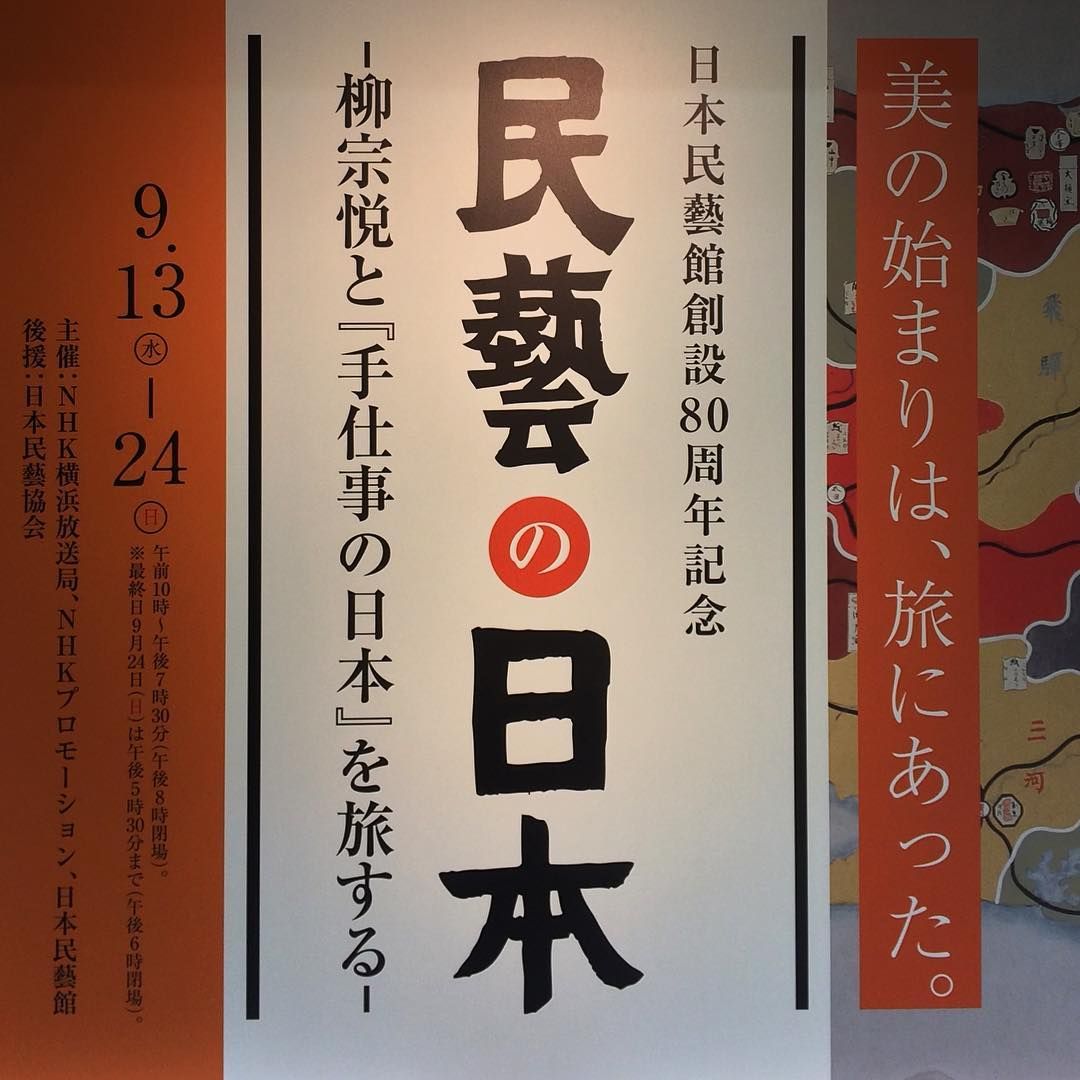 美の始まりは、旅にあった。
日本民藝館創設80周年記念
民藝の日本
−柳宗悦と『手仕事の日本』を旅する−
9.13(水)−24(日)
午前10時〜午後7時30分(午後8時閉場)。
※最終日9月24日(日)は午後5時30分まで(午後6時閉場)。
主催:NHK横浜放送局、NHKプロモーション、日本民藝館
後援:日本民藝協会
飛騨
三河